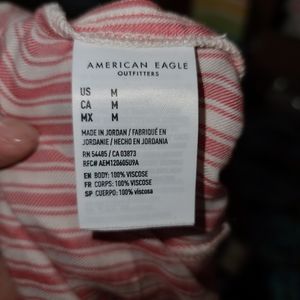 AMERICAN EAGLE
OUTFITTERS
US M
CA M
MX M
MADE IN JORDAN / FABRIQUÉ EN
JORDANIE / HECHO EN JORDANIA
RN 54485 / CA 03873
RFC# AEM120605U9A
EN BODY: 100% VISCOSE
FR CORPS: 100% VISCOSE
SP CUERPO: 100% viscosa